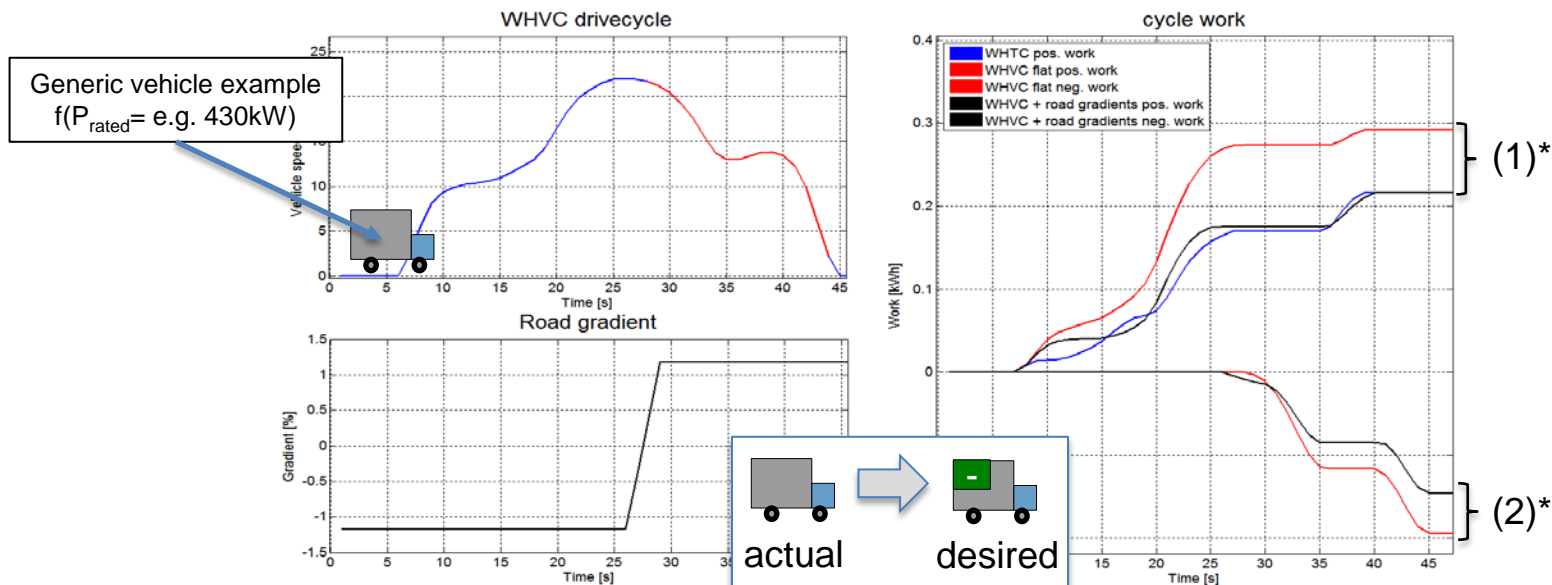 WHVC drivecycle
25
15
10
5
0
Vehicle speed
0 5 10 15 20 25 30 35 40 45
Time [s]
Generic vehicle example
f(Prated= e.g. 430kW)
Road gradient
1.5
1
0.5
0
-0.5
-1
-1.5
Gradient [%]
0 5 10 15 20 25 30 35
Time [s]
cycle work
0.4
0.3
0.2
0.1
0
Work [kWh]
WHTC pos. work
WHVC flat pos. work
WHVC flat neg. work
WHVC + road gradients pos. work
WHVC + road gradients neg. work
15 20 25 30 35 40 45
Time [s]
(1)*
(2)*
-
actual
desired